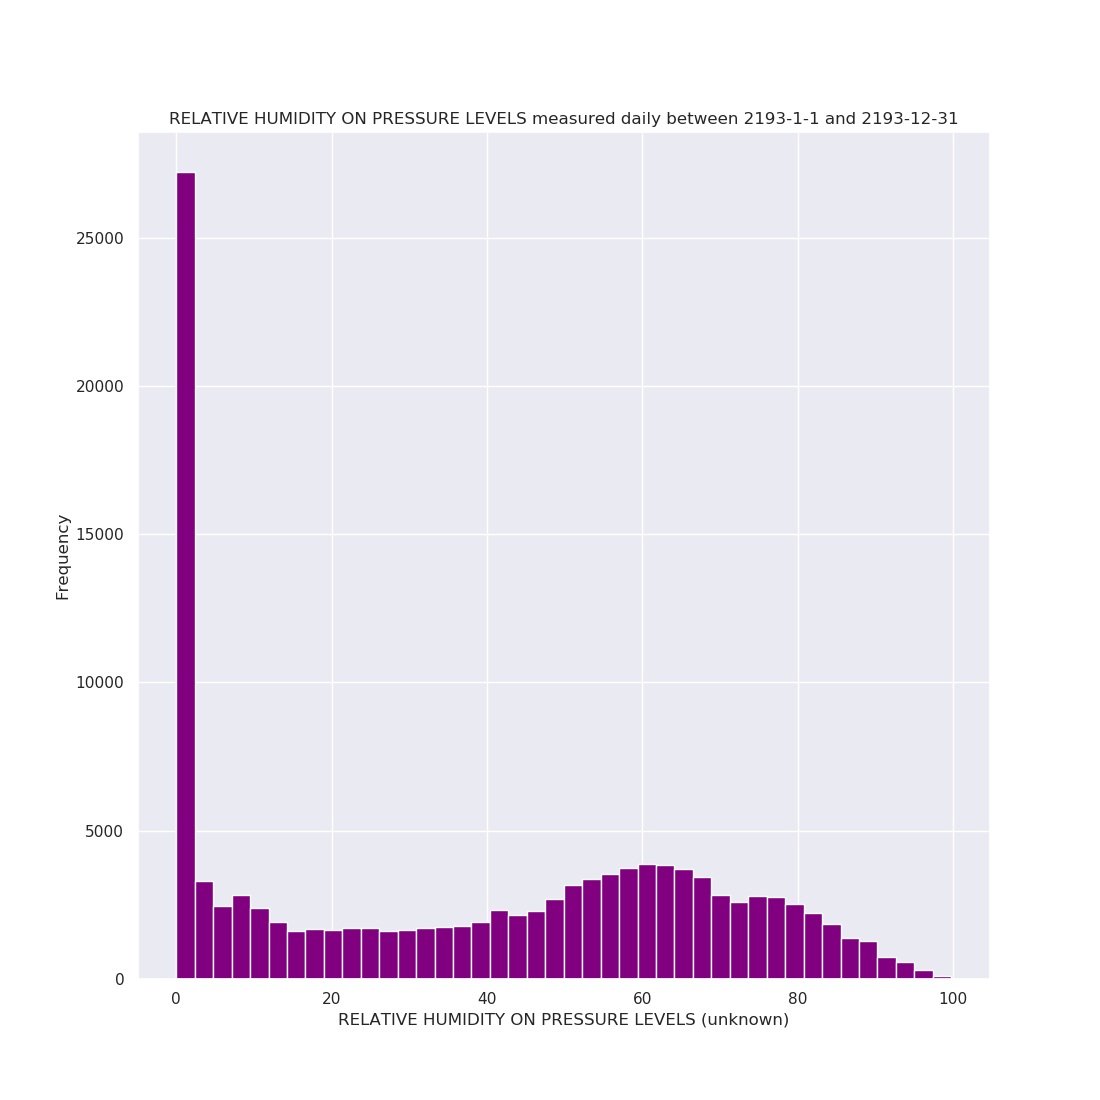 RELATIVE HUMIDITY ON PRESSURE LEVELS measured daily between 2193-1-1 and 2193-12-31
25000
20000
15000
10000
5000
0
Frequency
0 20 40 60 80 100
RELATIVE HUMIDITY ON PRESSURE LEVELS (unknown)